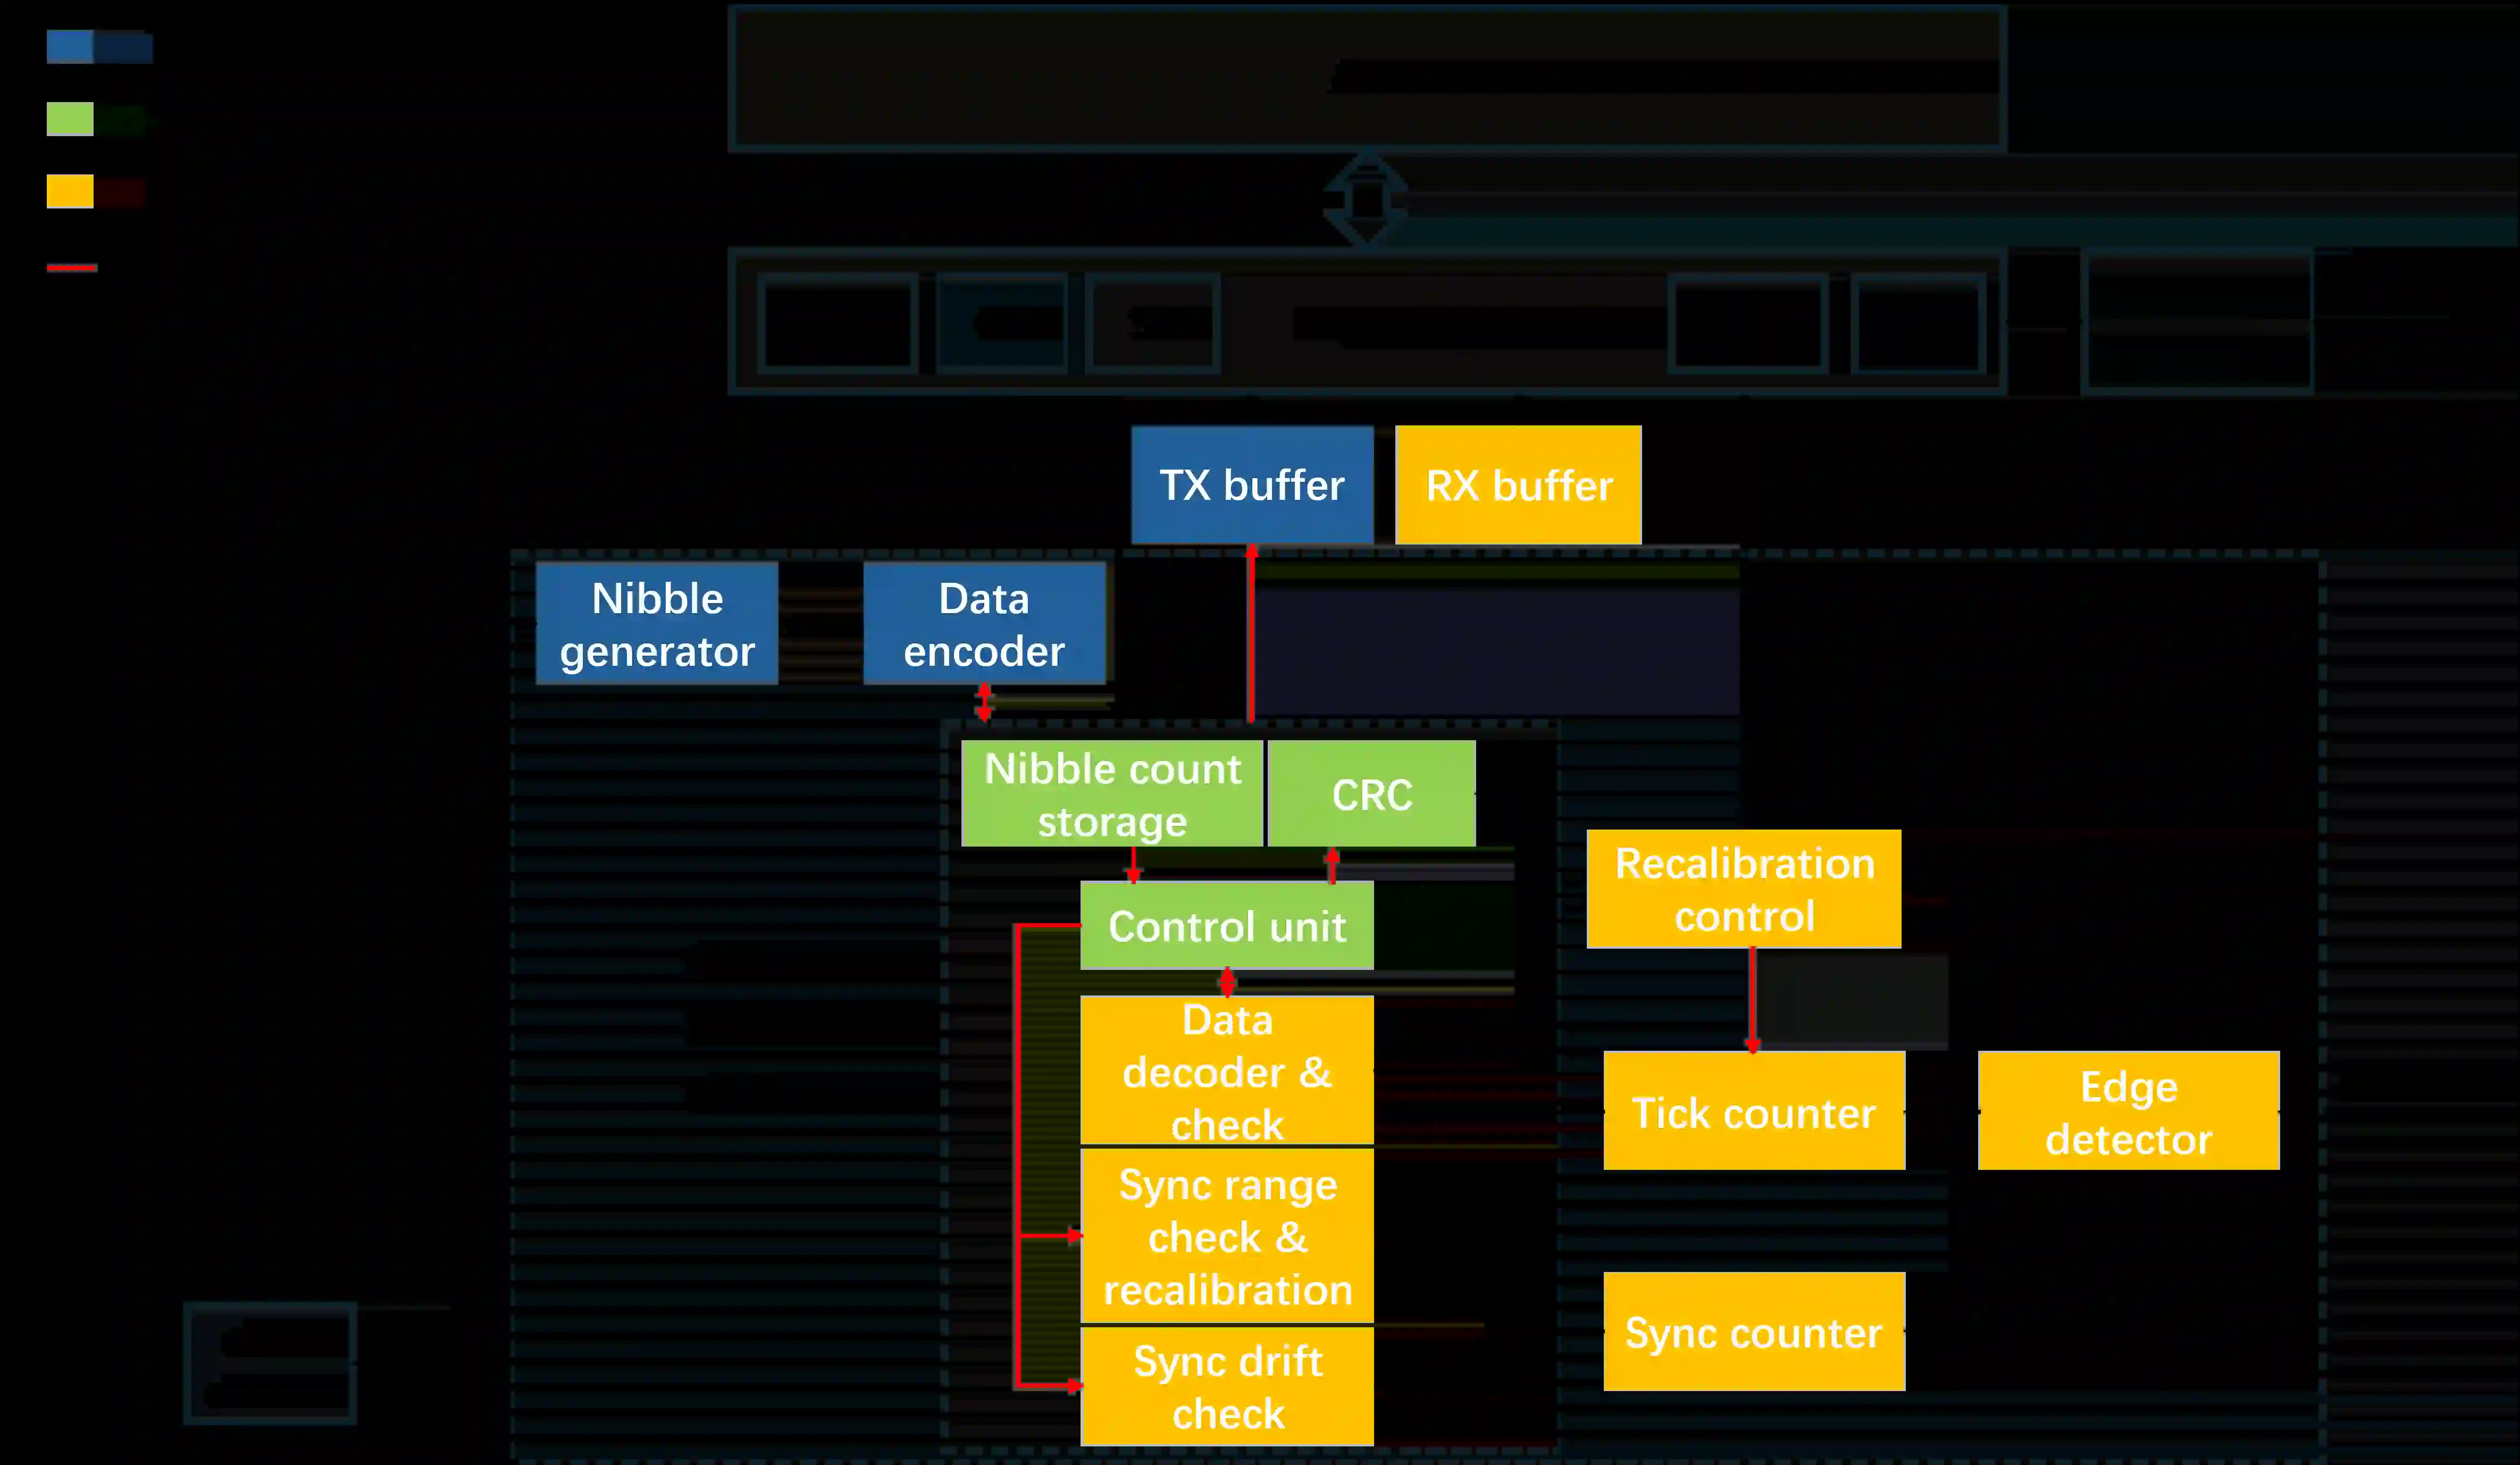 TX buffer
RX buffer
Nibble
generator
Data
encoder
Nibble count
storage
CRC
Control unit
Recalibration
control
Data
decoder &
check
Tick counter
Edge
detector
Sync range
check &
recalibration
Sync counter
Sync drift
check